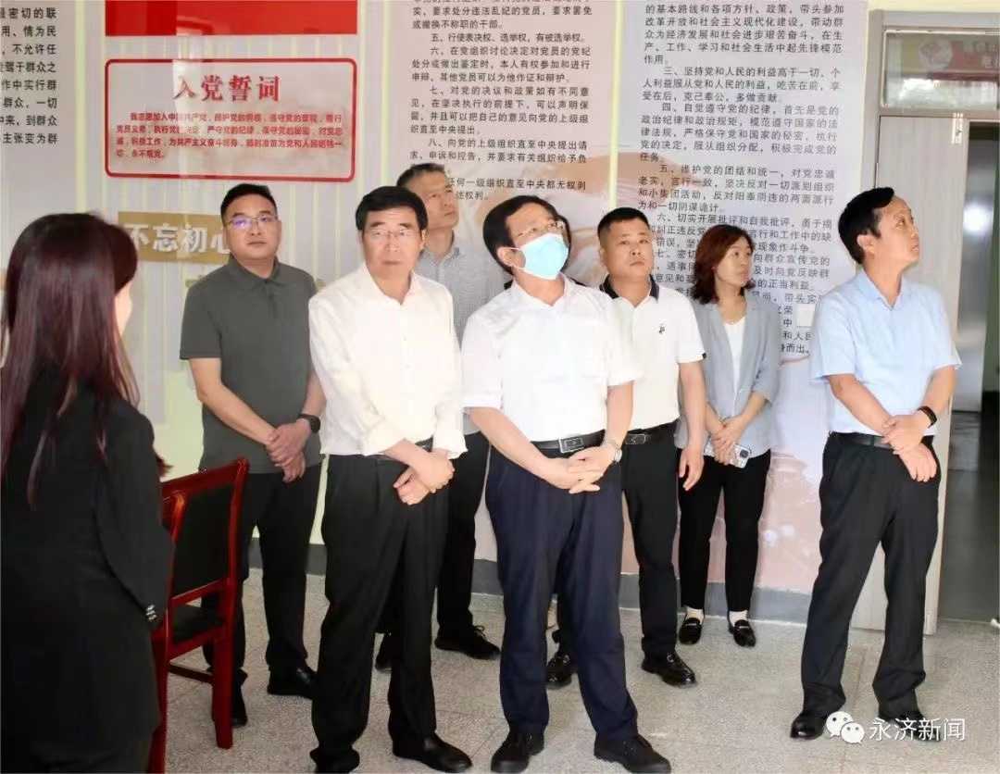 最密切的联
用、情为民
，不允许任
凌驾于群众之
作中实行群
群众，一切
中来，到群众
主张变为群
入党誓词
我志愿加入中国共产党，拥护党的纲领，遵守党的章程，履行
党员义务，执行党的决定，严守党的纪律，保守党的秘密，对党忠
诚，积极工作，为共产主义奋斗终身，随时准备为党和人民牺牲一
切，永不叛党。
不忘初心
实，要求处分违法乱纪的党员，要求罢免
或撤换不称职的干部。
五、行使表决权、选举权，有被选举权。
六、在党组织讨论决定对党员的党纪
处分或做出鉴定时，本人有权参加和进行
申辩，其他党员可以为他作证和辩护。
七、对党的决议和政策如有不同意
见，在坚决执行的前提下，可以声明保
留，并且可以把自己的意见向党的上级组
织直至中央提出。
八、向党的上级组织直至中央提出请
求、申诉和控告，并要求有关组织给予负
任何一级组织直至中央都无权剥
述权利。
的基本路线和各项方针，政策，带头参加
改革开放和社会主义现代化建设，带动群
众为经济发展和社会进步艰苦奋斗，在生
产、工作、学习和社会生活中起先锋模范
作用。
三、坚持党和人民的利益高于一切，个
人利益服从党和人民的利益，吃苦在前，享
受在后，克己奉公，多做贡献。
四、自觉遵守党的纪律，首先是党的
政治纪律和政治规矩，模范遵守国家的法
律法规，严格保守党和国家的秘密，执行
党的决定，服从组织分配，积极完成党的
任务。
五、维护党的团结和统一，对党忠诚
老实，言行一致，坚决反对一切派别组织
和小集团活动，反对阳奉阴违的两面派行
为和一切阴谋诡计。
六、切实开展批评和自我批评，勇于揭
和纠正违反党
言行和工作中的缺
错误，坚
现象作斗争。
七、密切
向群众宣传党的
，遇事同
及时向党反映群
意见和要
的正当利益。
发扬
风尚，带头实
荣
中
和人民
身而出，
永济新闻